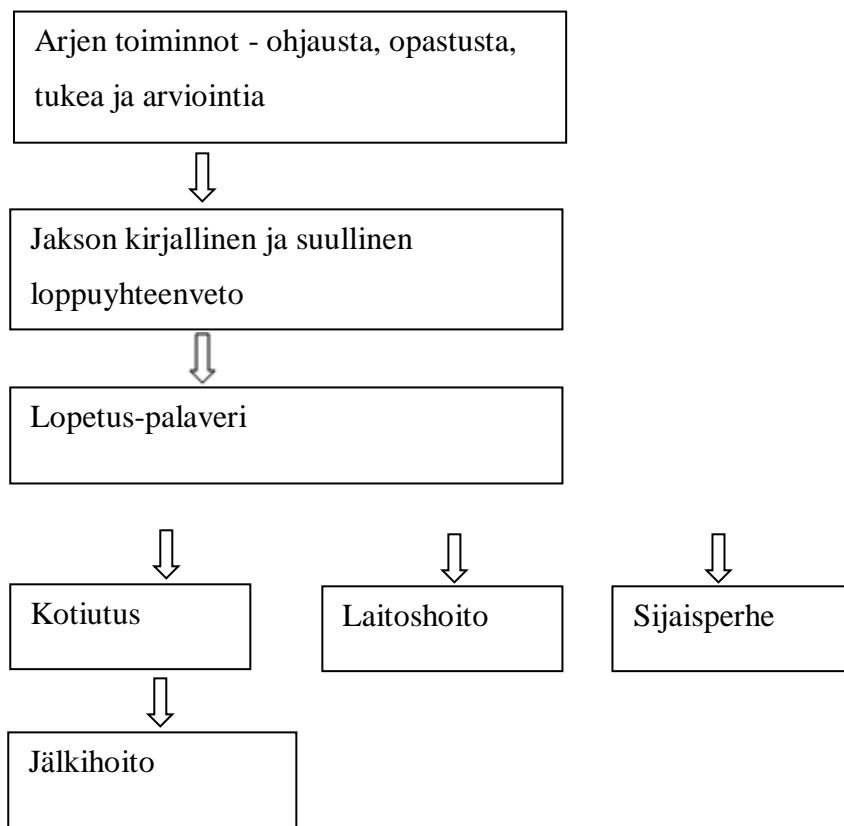 Arjen toiminnot - ohjausta, opastusta,
tukea ja arviointia
Jakson kirjallinen ja suullinen
loppuyhteenveto
Lopetus-palaveri
Kotiutus
Laitoshoito
Sijaisperhe
Jälkihoito